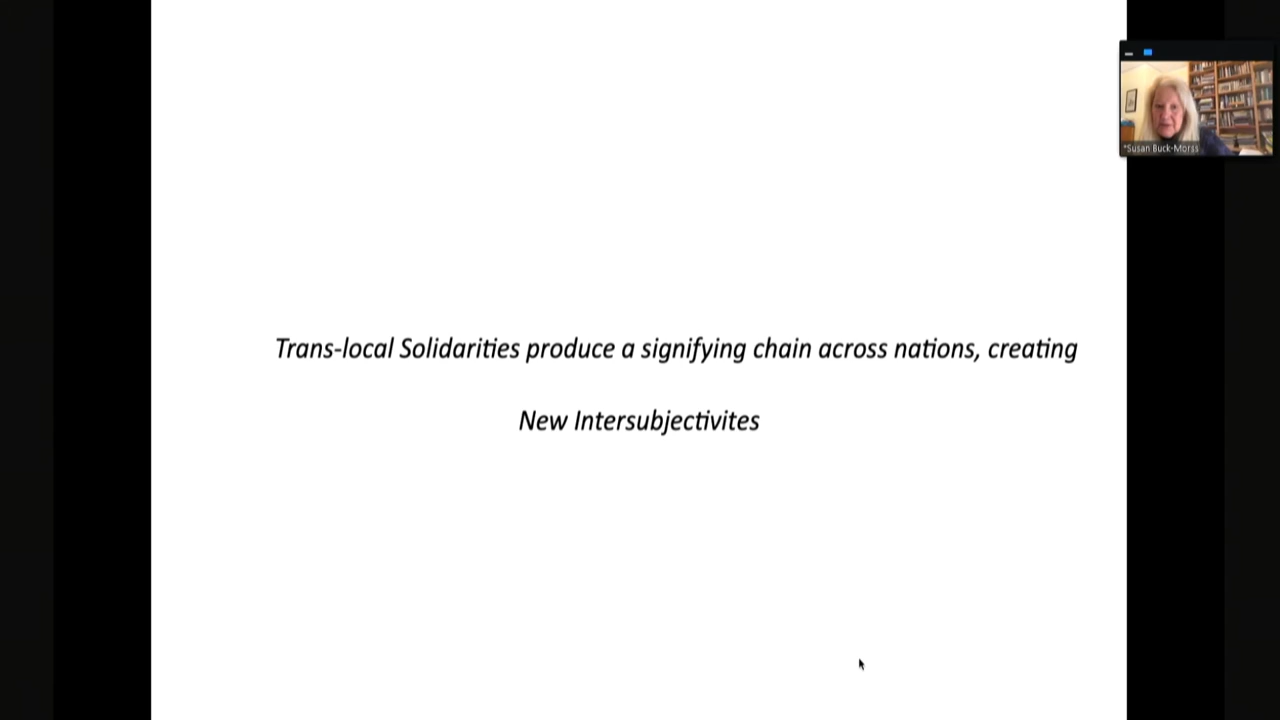 *Susan Buck-Morss
Trans-local Solidarities produce a signifying chain across nations, creating
New Intersubjectivites